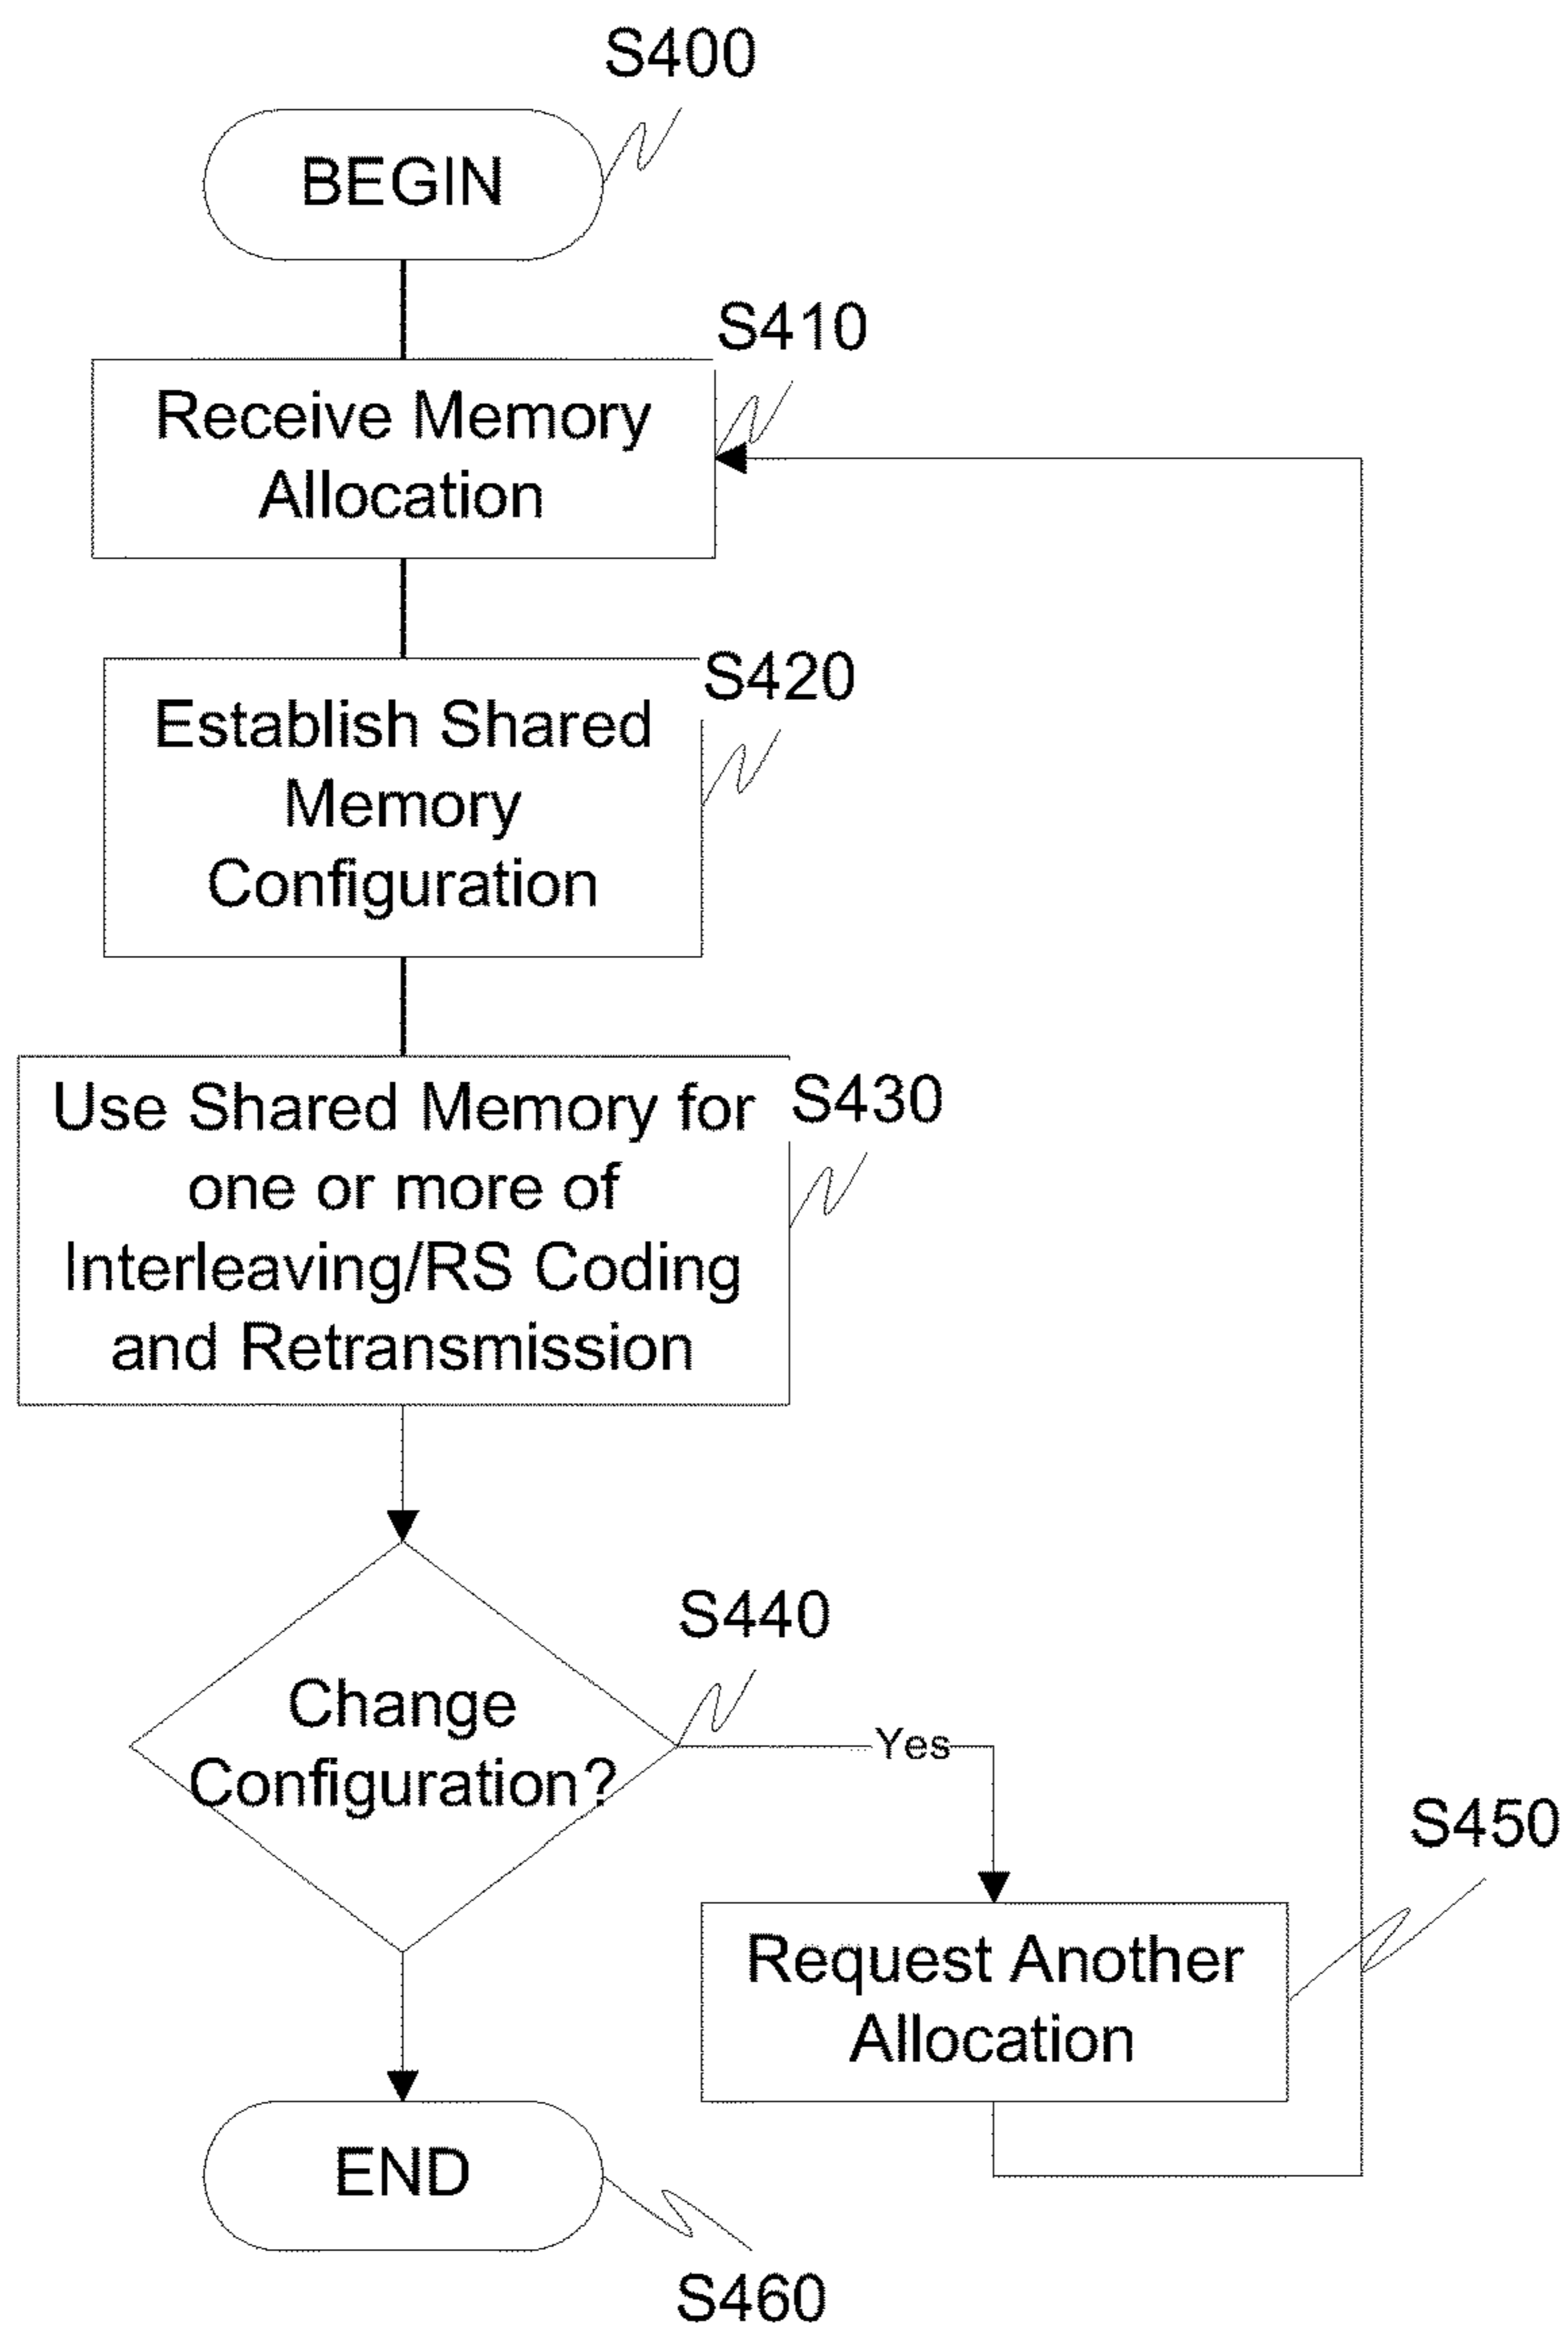 S400
BEGIN
S410
Receive Memory
Allocation
S420
Establish Shared
Memory
Configuration
S430
Use Shared Memory for
one or more of
Interleaving/RS Coding
and Retransmission
S440
Change
Configuration?
Yes
S450
Request Another
Allocation
END
S460